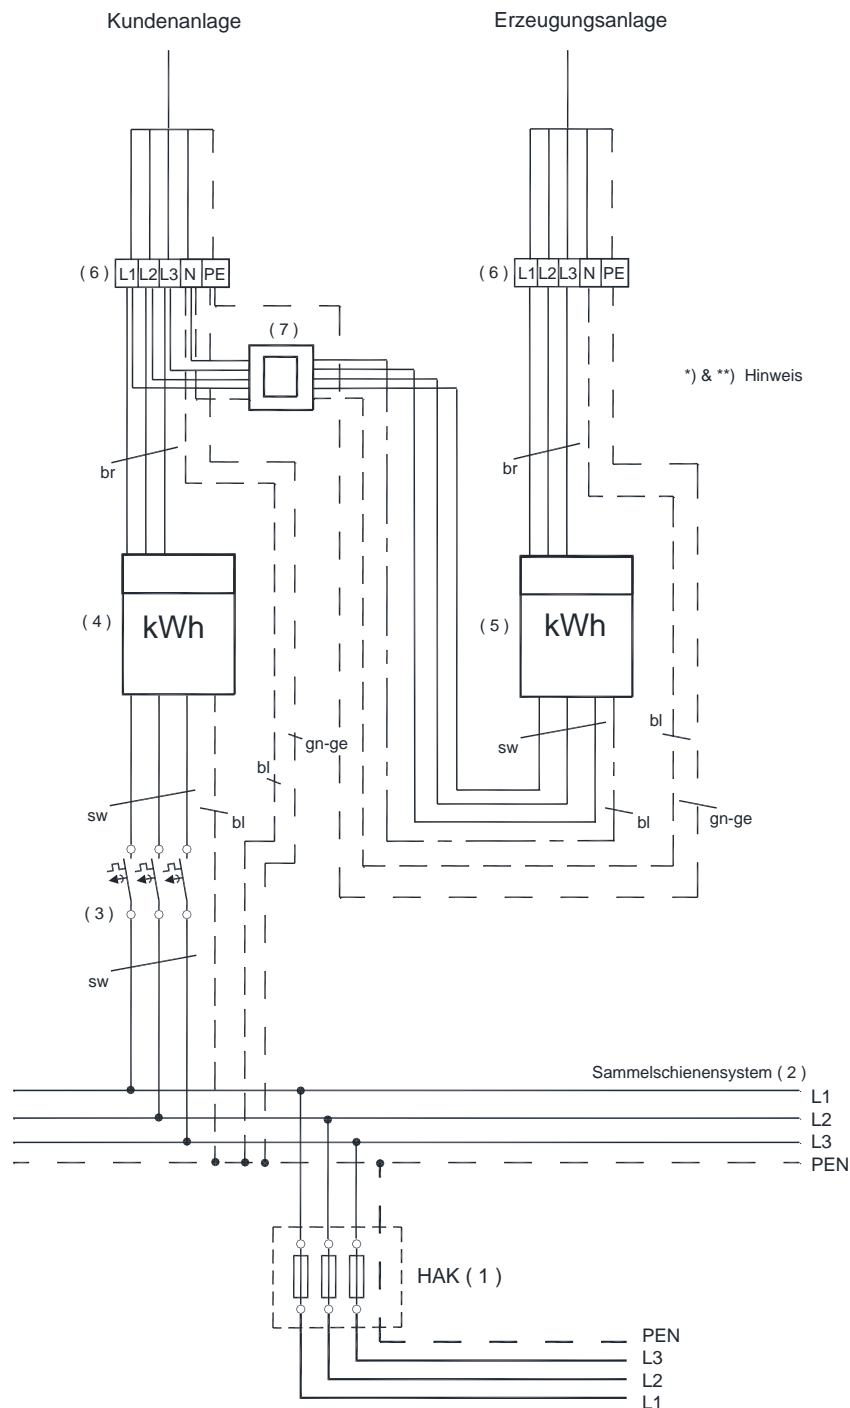 Kundenanlage
Erzeugungsanlage
( 6 )
L1 L2 L3 N PE
( 6 )
L1 L2 L3 N PE
( 7 )
*) & **) Hinweis
br
br
( 4 )
kWh
( 5 )
kWh
gn-ge
bl
sw
bl
sw
bl
bl
gn-ge
( 3 )
sw
Sammelschienensystem ( 2 )
L1
L2
L3
PEN
HAK ( 1 )
PEN
L3
L2
L1